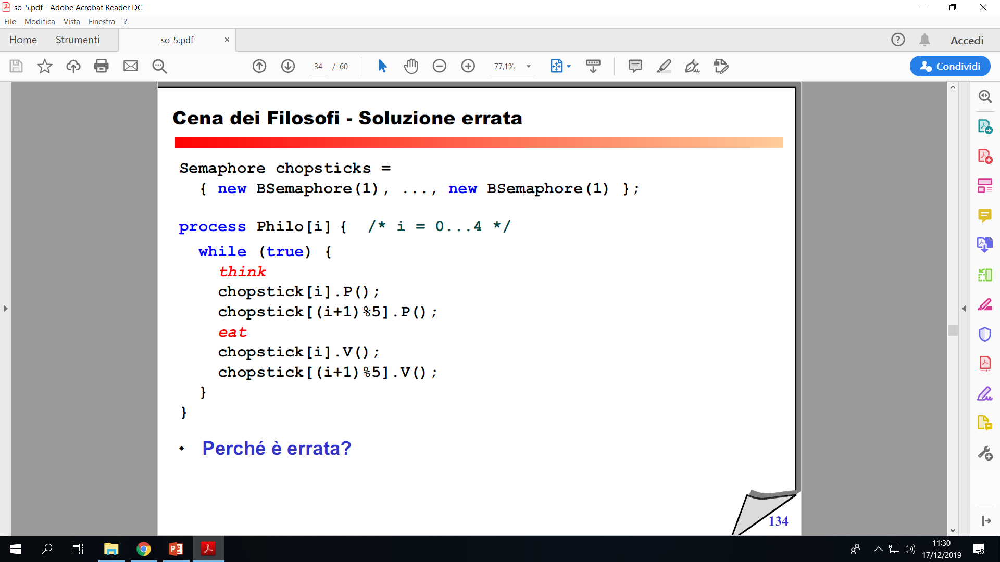 so_5.pdf - Adobe Acrobat Reader DC
File Modifica Vista Finestra ?
Home Strumenti so_5.pdf × Accedi
34 / 60 77,1% Condividi
Cena dei Filosofi - Soluzione errata
Semaphore chopsticks =
{ new BSemaphore(1), ..., new BSemaphore(1) };
process Philo[i] { /* i = 0...4 */
while (true) {
think
chopstick[i].P();
chopstick[(i+1)%5].P();
eat
chopstick[i].V();
chopstick[(i+1)%5].V();
}
}
• Perché è errata?
134
11:30
17/12/2019